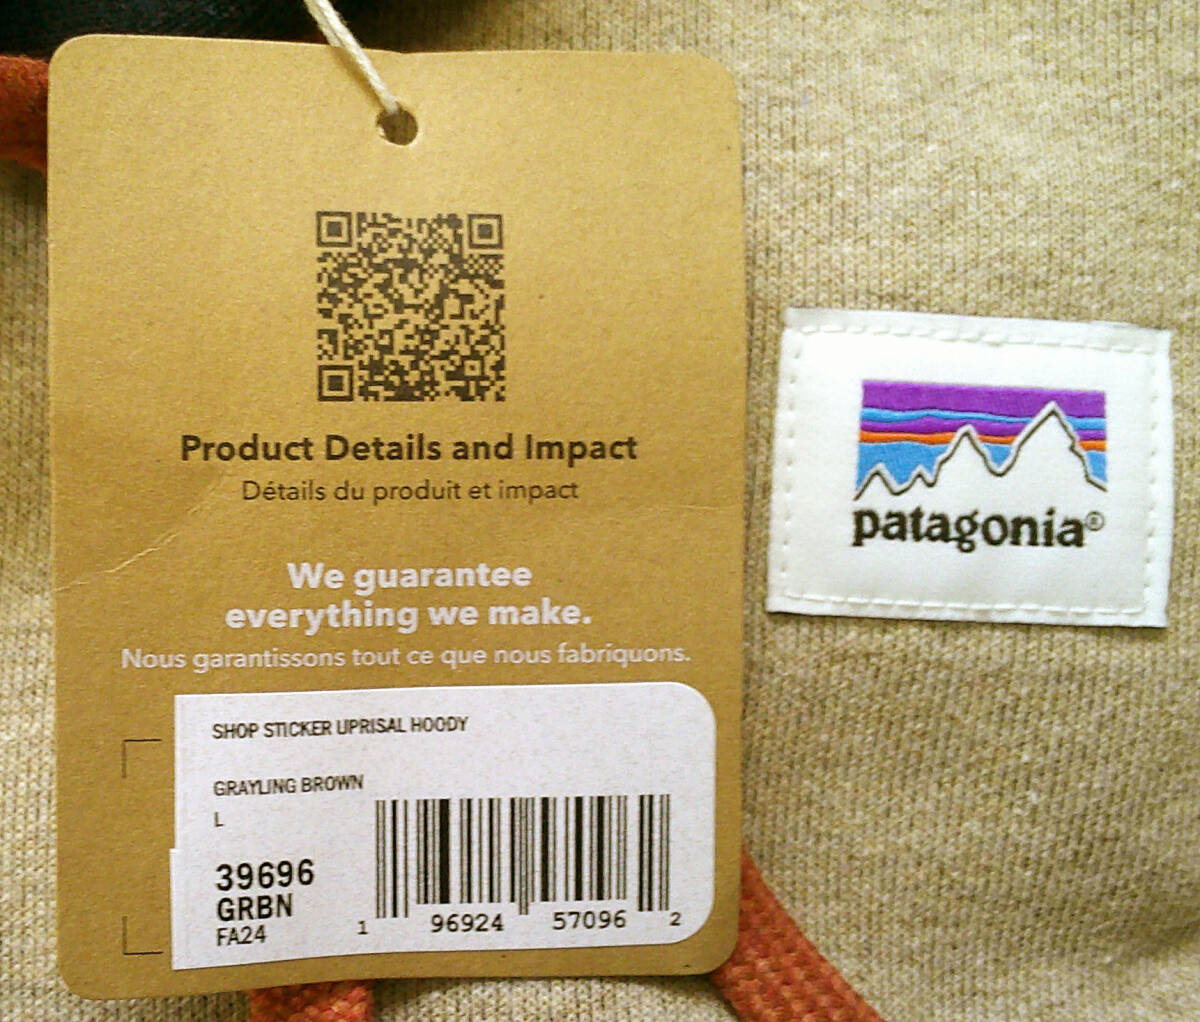 Product Details and Impact
Détails du produit et impact
We guarantee
everything we make.
Nous garantissons tout ce que nous fabriquons.
SHOP STICKER UPRISAL HOODY
GRAYLING BROWN
L
39696
GRBN
FA24
1 96924 57096 2
patagonia®